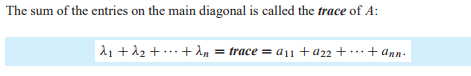 The sum of the entries on the main diagonal is called the trace of A:
λ₁ + λ₂ + ··· + λₙ = trace = a₁₁ + a₂₂ + ··· + aₙₙ.